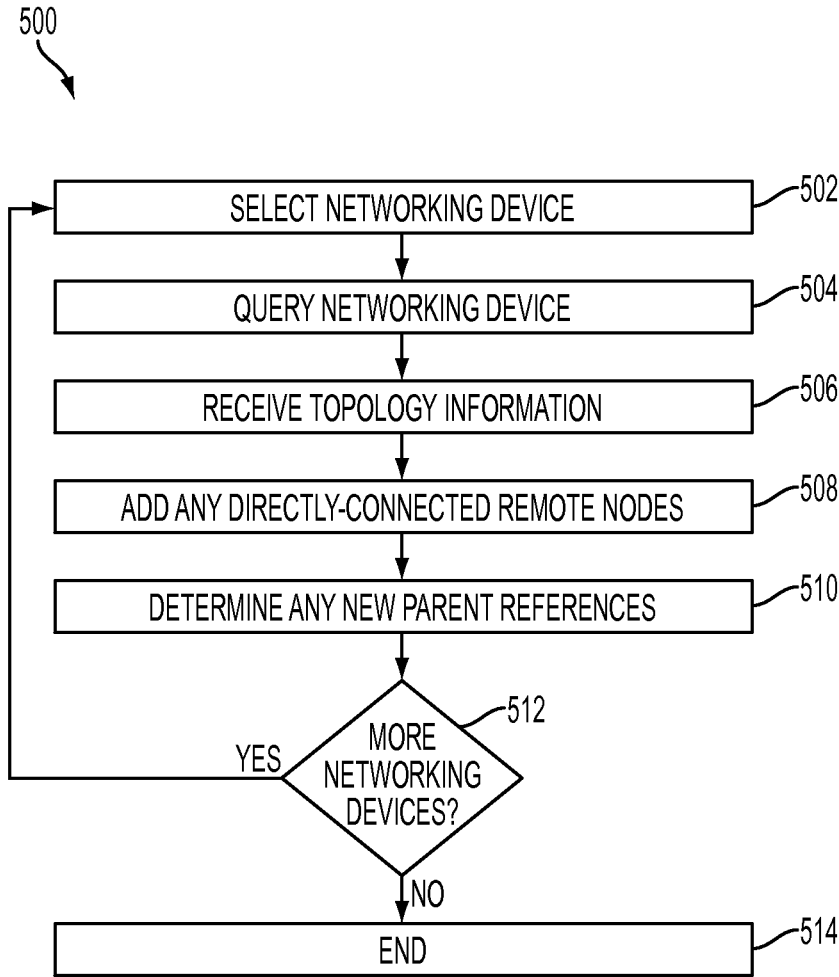 500
SELECT NETWORKING DEVICE
502
QUERY NETWORKING DEVICE
504
RECEIVE TOPOLOGY INFORMATION
506
ADD ANY DIRECTLY-CONNECTED REMOTE NODES
508
DETERMINE ANY NEW PARENT REFERENCES
510
512
YES
MORE
NETWORKING
DEVICES?
NO
END
514